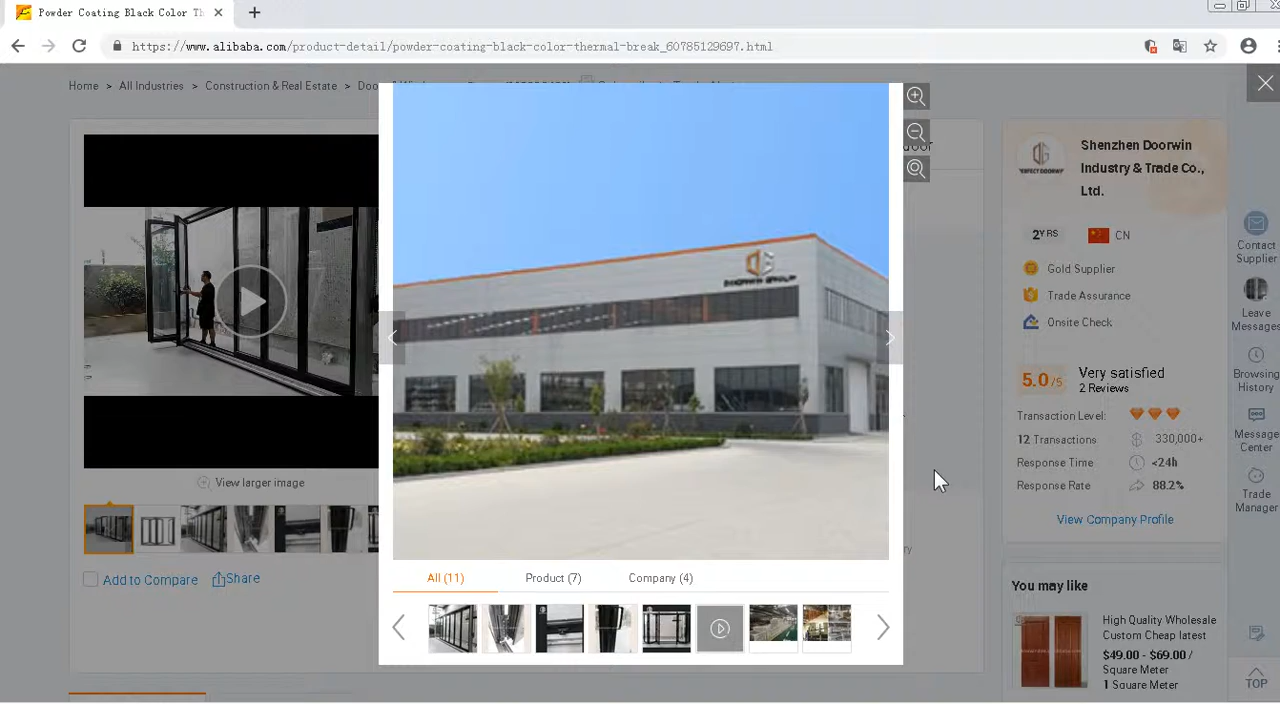 Powder Coating Black Color Th
https://www.alibaba.com/product-detail/powder-coating-black-color-thermal-break_60785129697.html
Home > All Industries > Construction & Real Estate >
View larger image
Add to Compare
Share
DOORWIN GROUP
All (11)
Product (7)
Company (4)
Shenzhen Doorwin
Industry & Trade Co.,
Ltd.
2YRS
CN
Gold Supplier
Trade Assurance
Onsite Check
5.0/5
Very satisfied
2 Reviews
Transaction Level:
12 Transactions
330,000+
Response Time
<24h
Response Rate
88.2%
View Company Profile
You may like
High Quality Wholesale
Custom Cheap latest
$49.00 - $69.00 /
Square Meter
1 Square Meter
Contact
Supplier
Leave
Messages
Browsing
History
Message
Center
Trade
Manager
TOP